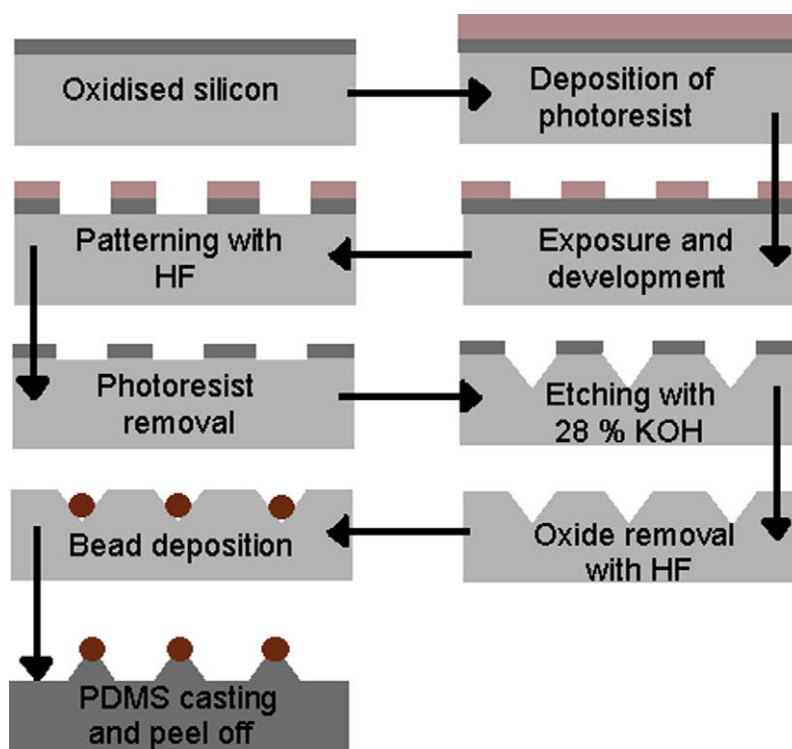 Oxidised silicon
Deposition of
photoresist
Exposure and
development
Patterning with
HF
Photoresist
removal
Etching with
28 % KOH
Oxide removal
with HF
Bead deposition
PDMS casting
and peel off